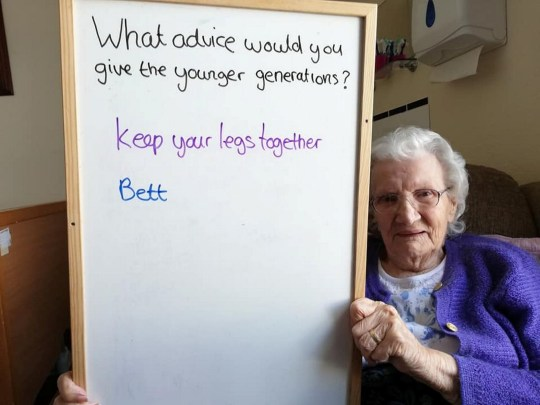 What advice would you
give the younger generations?
keep your legs together
Bett